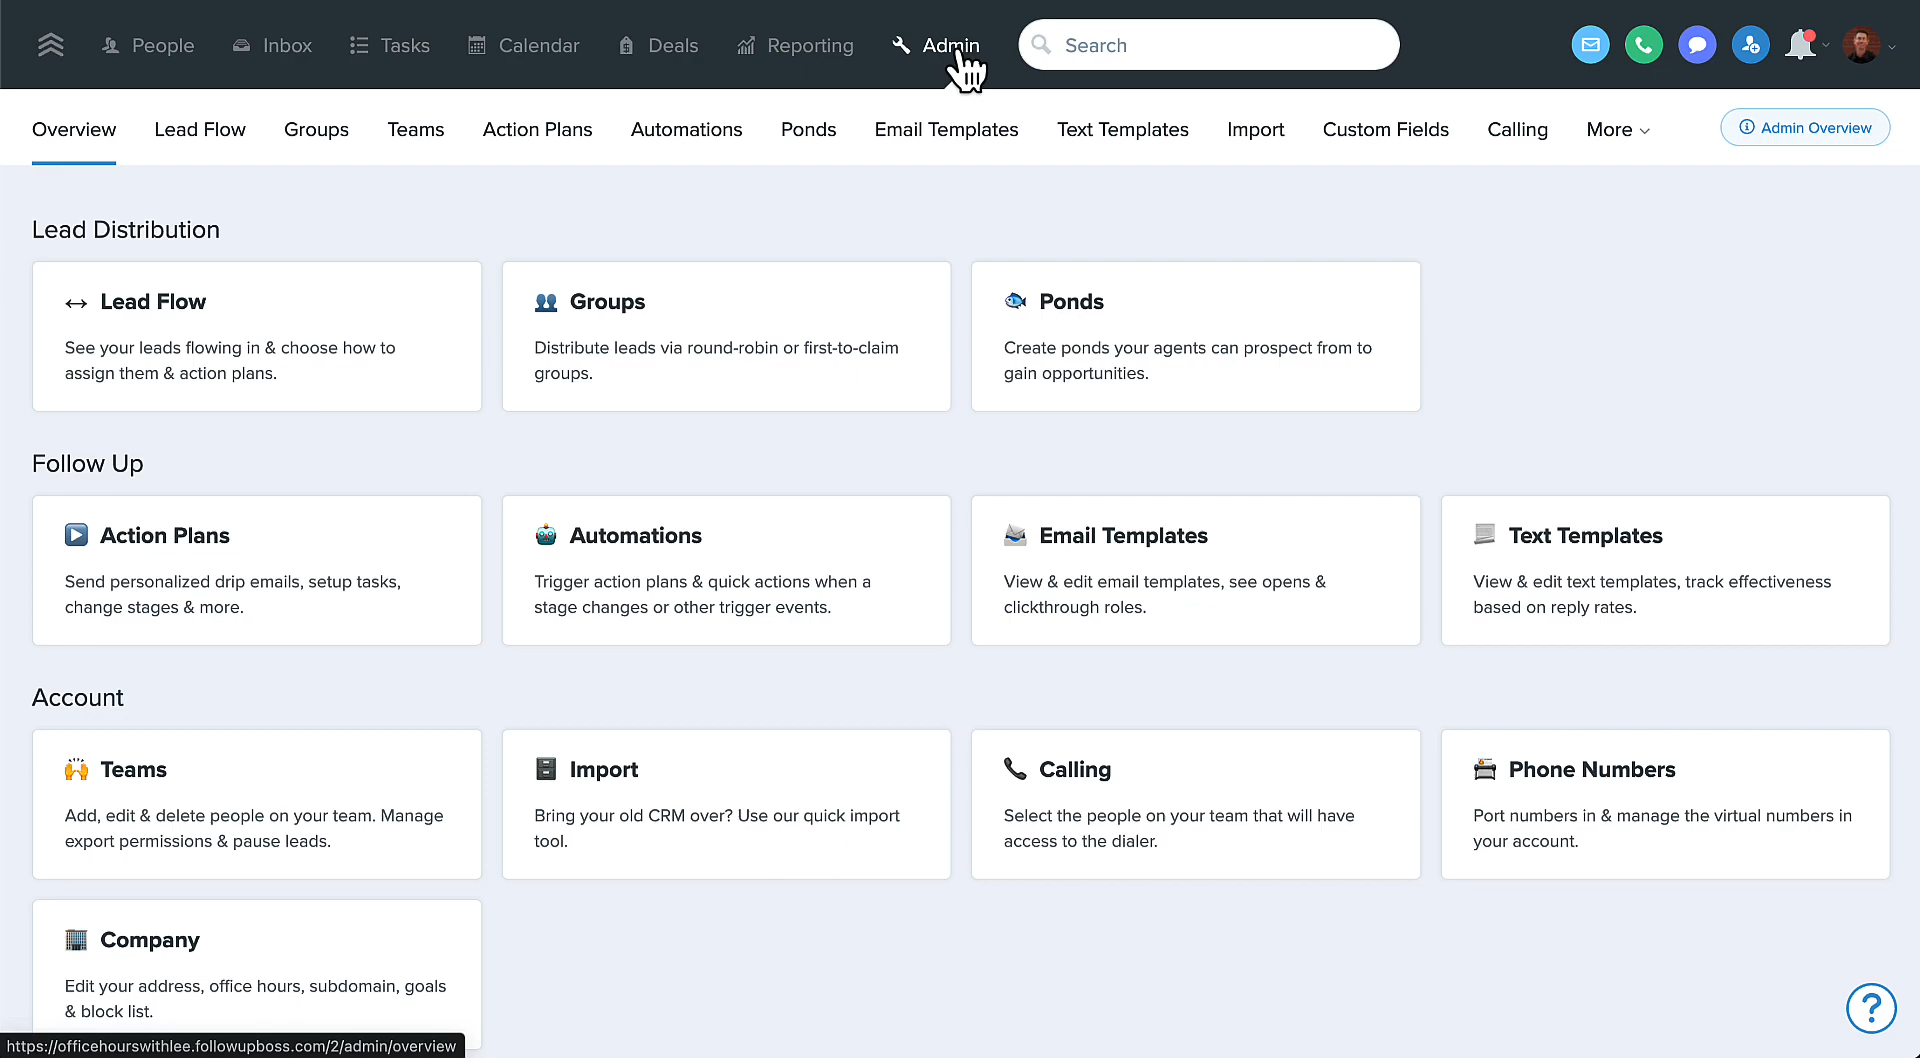 People Inbox Tasks Calendar Deals Reporting Admin Search
Overview Lead Flow Groups Teams Action Plans Automations Ponds Email Templates Text Templates Import Custom Fields Calling More Admin Overview
Lead Distribution
Lead Flow
See your leads flowing in & choose how to
assign them & action plans.
Groups
Distribute leads via round-robin or first-to-claim
groups.
Ponds
Create ponds your agents can prospect from to
gain opportunities.
Follow Up
Action Plans
Send personalized drip emails, setup tasks,
change stages & more.
Automations
Trigger action plans & quick actions when a
stage changes or other trigger events.
Email Templates
View & edit email templates, see opens &
clickthrough roles.
Text Templates
View & edit text templates, track effectiveness
based on reply rates.
Account
Teams
Add, edit & delete people on your team. Manage
export permissions & pause leads.
Import
Bring your old CRM over? Use our quick import
tool.
Calling
Select the people on your team that will have
access to the dialer.
Phone Numbers
Port numbers in & manage the virtual numbers in
your account.
Company
Edit your address, office hours, subdomain, goals
& block list.
?
https://officehourswithlee.followupboss.com/2/admin/overview